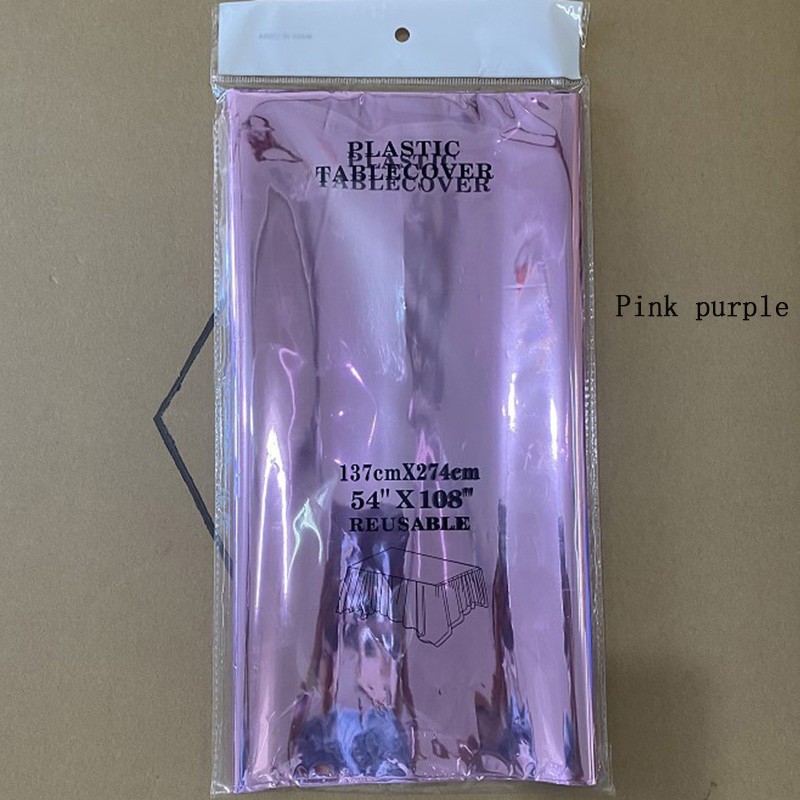 PLASTIC
TABLECOVER
Pink purple
137cmX274cm
54" X 108"
REUSABLE